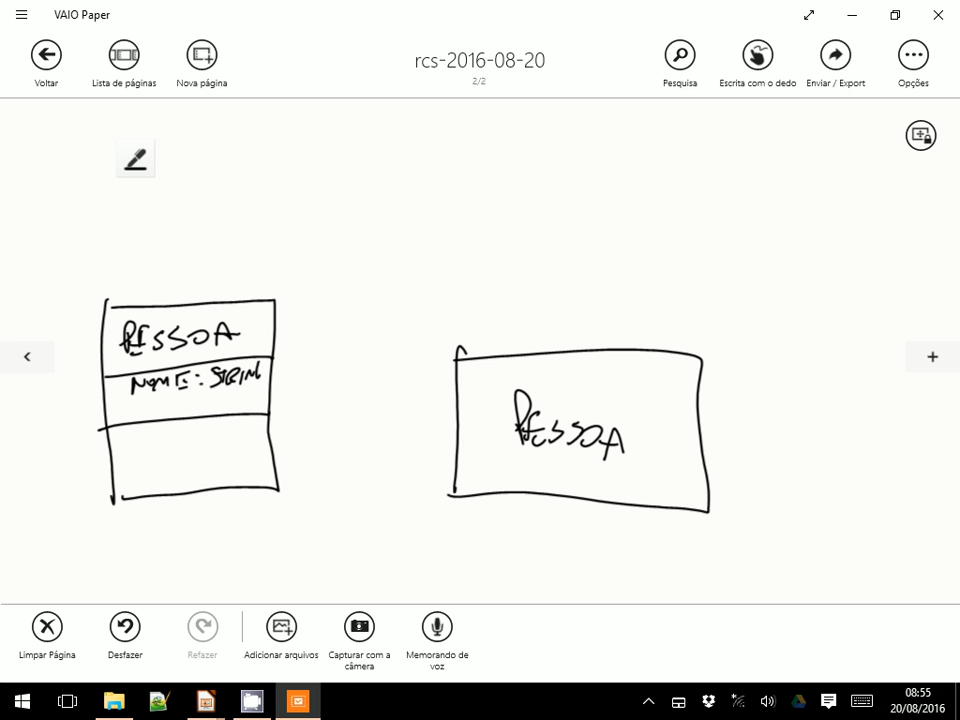 VAIO Paper
Voltar
Lista de páginas
Nova página
rcs-2016-08-20
2/2
Pesquisa
Escrita com o dedo
Enviar / Export
Opções
PESSOA
NOME: STRING
PESSOA
Limpar Página
Desfazer
Refazer
Adicionar arquivos
Capturar com a
câmera
Memorando de
voz
08:55
20/08/2016